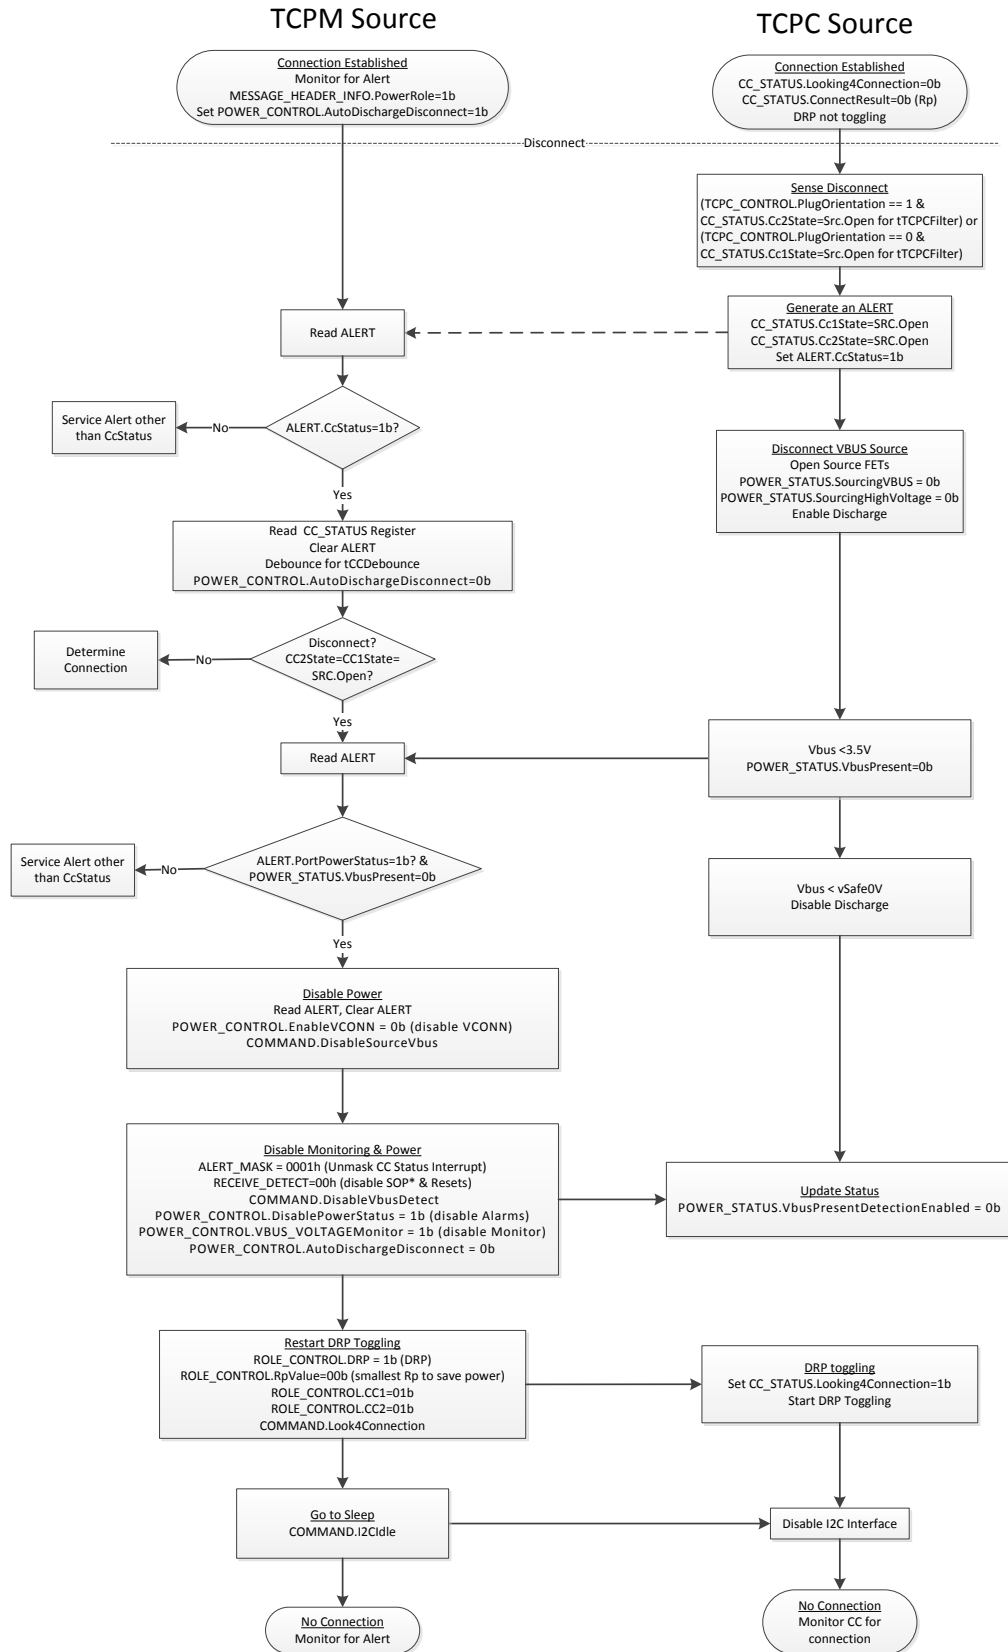 TCPM Source
TCPC Source
Connection Established
Monitor for Alert
MESSAGE_HEADER_INFO.PowerRole=1b
Set POWER_CONTROL.AutoDischargeDisconnect=1b
Connection Established
CC_STATUS.Looking4Connection=0b
CC_STATUS.ConnectResult=0b (Rp)
DRP not toggling
Disconnect
Sense Disconnect
(TCPC_CONTROL.PlugOrientation == 1 &
CC_STATUS.Cc2State=Src.Open for tTCPCFilter) or
(TCPC_CONTROL.PlugOrientation == 0 &
CC_STATUS.Cc1State=Src.Open for tTCPCFilter)
Read ALERT
Generate an ALERT
CC_STATUS.Cc1State=SRC.Open
CC_STATUS.Cc2State=SRC.Open
Set ALERT.CcStatus=1b
Service Alert other
than CcStatus
No
ALERT.CcStatus=1b?
Yes
Disconnect VBUS Source
Open Source FETs
POWER_STATUS.SourcingVBUS = 0b
POWER_STATUS.SourcingHighVoltage = 0b
Enable Discharge
Read  CC_STATUS Register
Clear ALERT
Debounce for tCCDebounce
POWER_CONTROL.AutoDischargeDisconnect=0b
Determine
Connection
No
Disconnect?
CC2State=CC1State=
SRC.Open?
Yes
Read ALERT
Vbus <3.5V
POWER_STATUS.VbusPresent=0b
Service Alert other
than CcStatus
No
ALERT.PortPowerStatus=1b? &
POWER_STATUS.VbusPresent=0b
Yes
Vbus < vSafe0V
Disable Discharge
Disable Power
Read ALERT, Clear ALERT
POWER_CONTROL.EnableVCONN = 0b (disable VCONN)
COMMAND.DisableSourceVbus
Disable Monitoring & Power
ALERT_MASK = 0001h (Unmask CC Status Interrupt)
RECEIVE_DETECT=00h (disable SOP* & Resets)
COMMAND.DisableVbusDetect
POWER_CONTROL.DisablePowerStatus = 1b (disable Alarms)
POWER_CONTROL.VBUS_VOLTAGEMonitor = 1b (disable Monitor)
POWER_CONTROL.AutoDischargeDisconnect = 0b
Update Status
POWER_STATUS.VbusPresentDetectionEnabled = 0b
Restart DRP Toggling
ROLE_CONTROL.DRP = 1b (DRP)
ROLE_CONTROL.RpValue=00b (smallest Rp to save power)
ROLE_CONTROL.CC1=01b
ROLE_CONTROL.CC2=01b
COMMAND.Look4Connection
DRP toggling
Set CC_STATUS.Looking4Connection=1b
Start DRP Toggling
Go to Sleep
COMMAND.I2CIdle
Disable I2C Interface
No Connection
Monitor for Alert
No Connection
Monitor CC for
connection